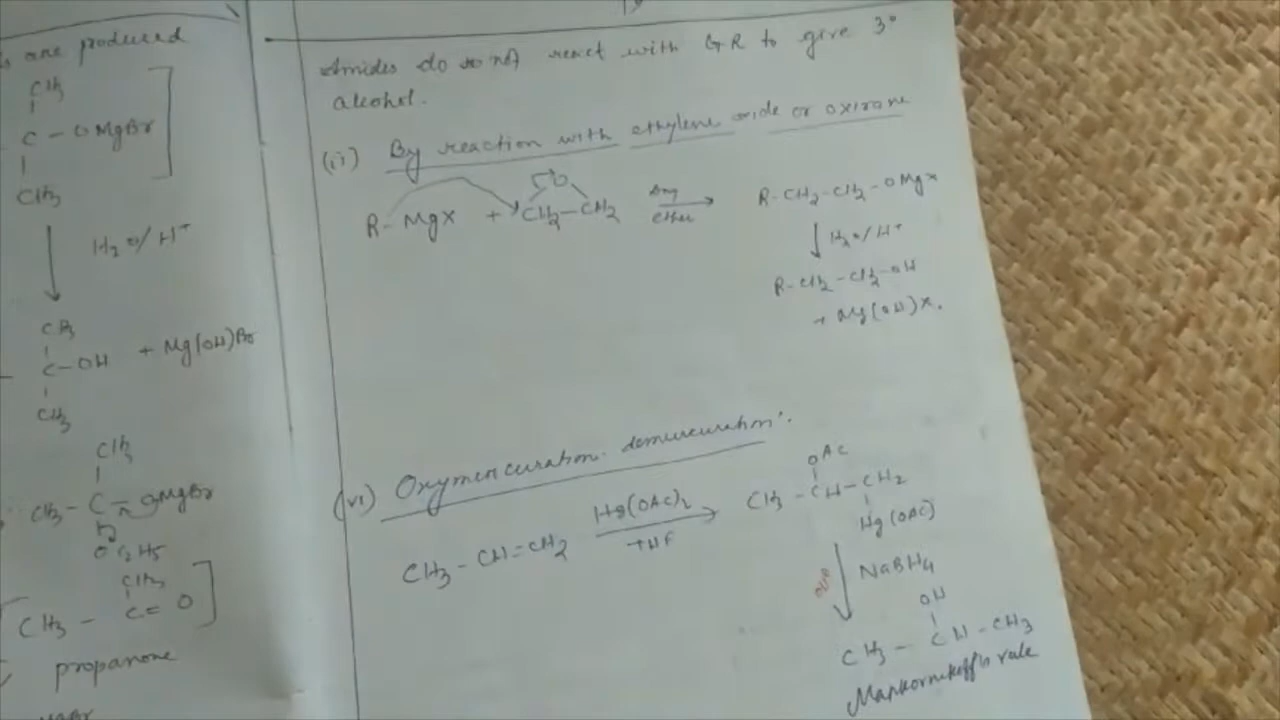 s are produced
CH3
C - OMgBr
CH3
H2O/H+
CH3
C-OH + Mg(OH)Br
CH3
CH3
CH3 - C - OMgBr
OC2H5
CH3
CH3 - C = O
propanone
Amides do not react with GR to give 3°
alcohol.
(ii) By reaction with ethylene oxide or oxirane
O
R-Mgx + CH2-CH2 Dry ether → R-CH2-CH2-OMgx
↓ H2O/H+
R-CH2-CH2-OH
+ Mg(OH)x.
(vi) Oxymercuration demercuration.
OAc
CH3 - CH=CH2 Hg(OAc)2 → THF CH3 - CH-CH2
Hg(OAC)
NaBH4
OH
CH3 - CH-CH3
Markornikoff's rule